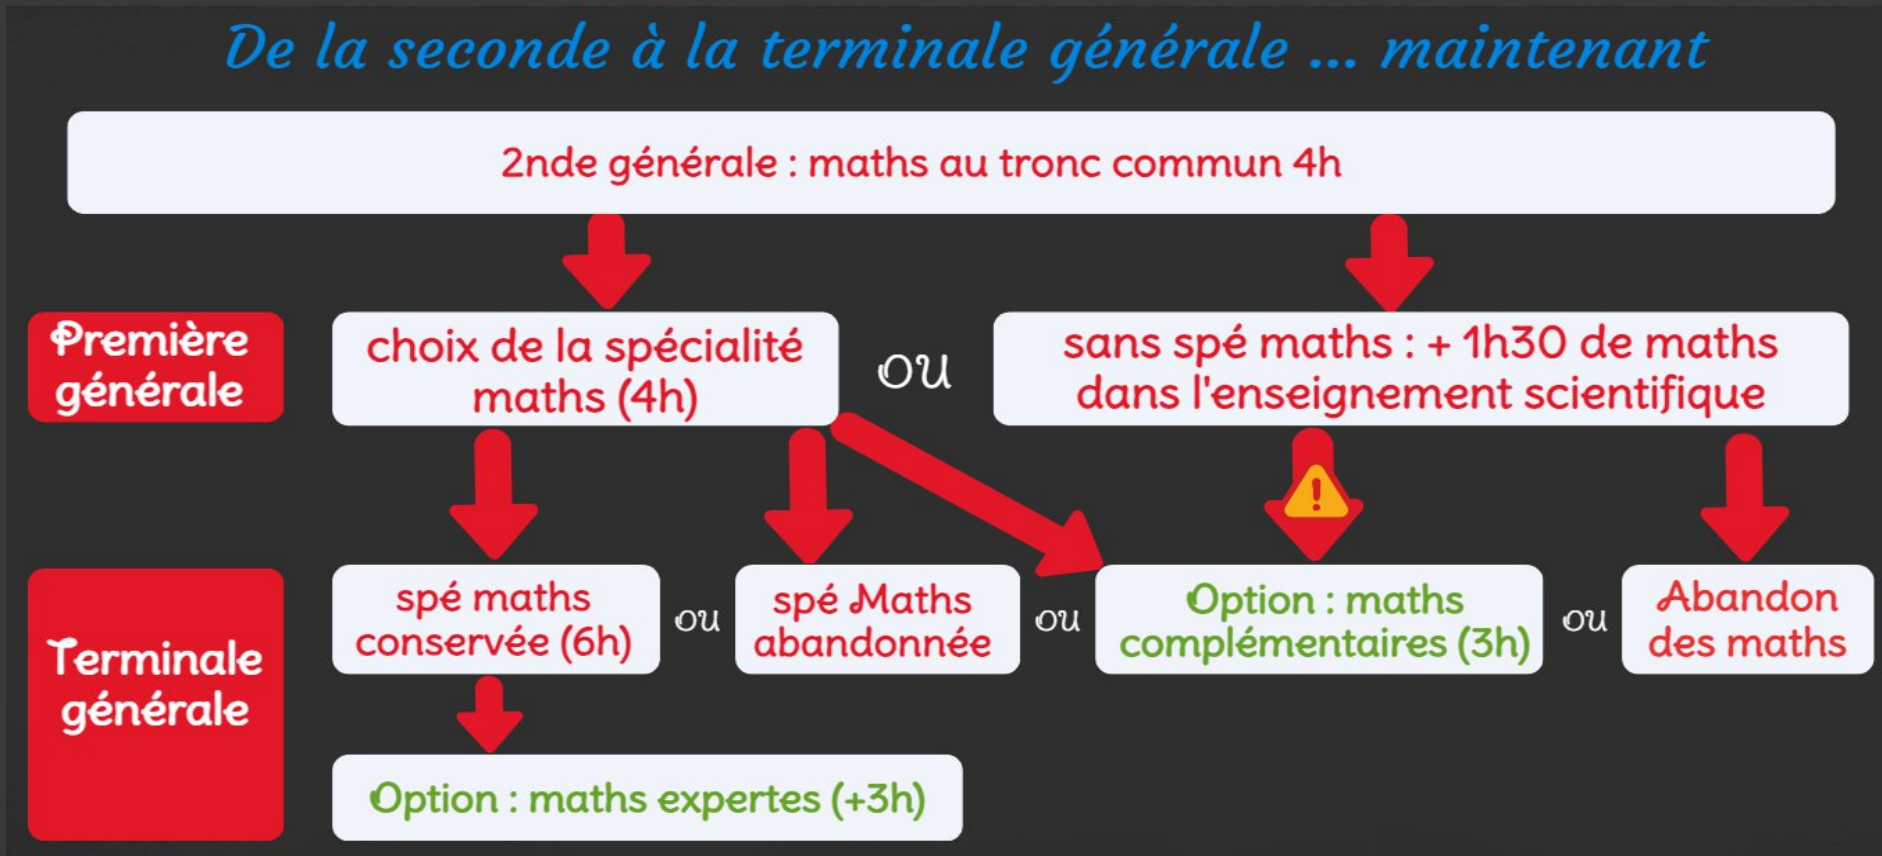 De la seconde à la terminale générale ... maintenant
2nde générale : maths au tronc commun 4h
Première
générale
choix de la spécialité
maths (4h)
ou
sans spé maths : + 1h30 de maths
dans l'enseignement scientifique
Terminale
générale
spé maths
conservée (6h)
ou
spé Maths
abandonnée
ou
Option : maths
complémentaires (3h)
ou
Abandon
des maths
Option : maths expertes (+3h)